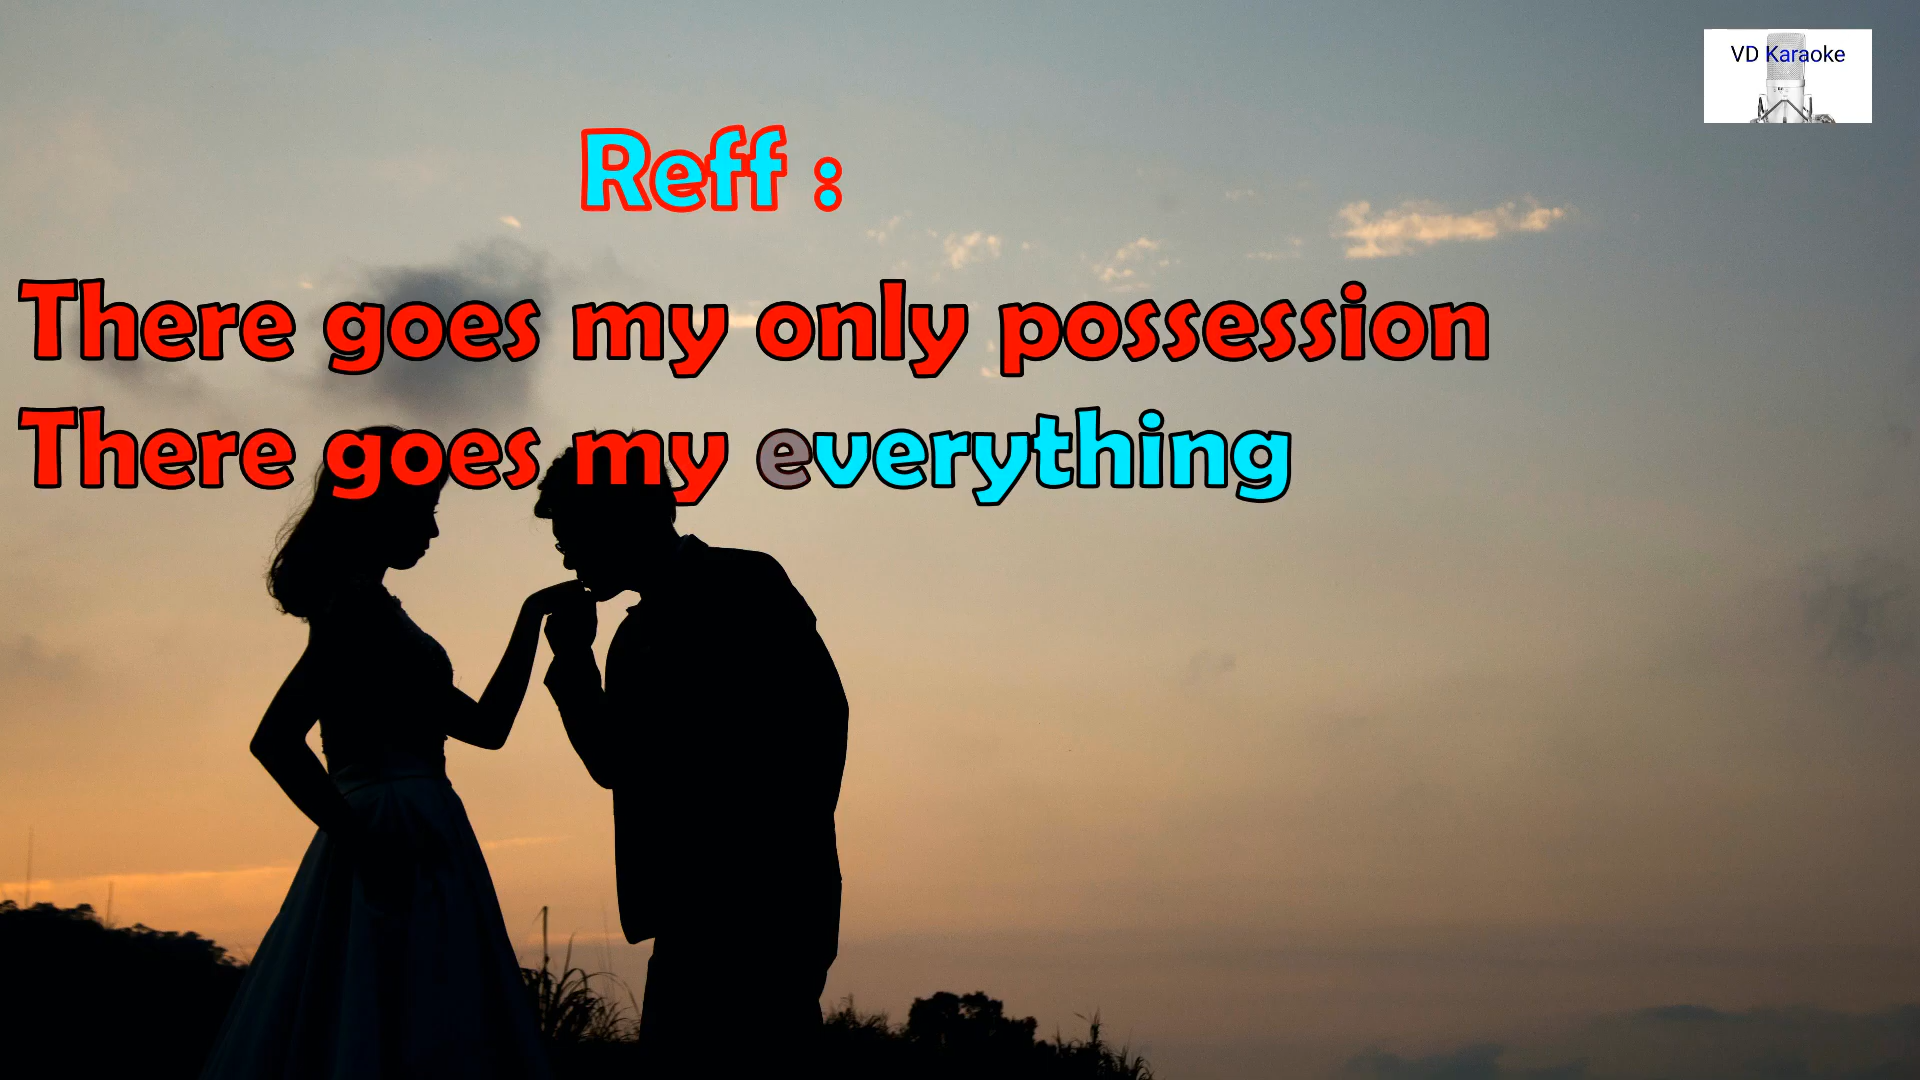 VD Karaoke
Reff :
There goes my only possession
There goes my everything